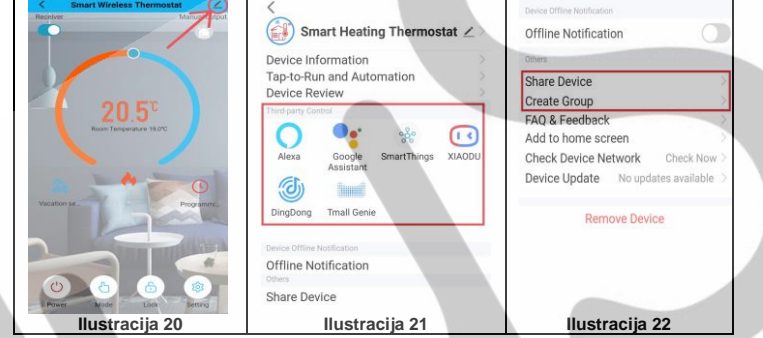 Smart Wireless Thermostat
Receiver
Manual output
20.5℃
Room Temperature 19.0℃
Vacation se...
Programmi...
Power
Mode
Lock
Setting
Ilustracija 20
Smart Heating Thermostat
Device Information
Tap-to-Run and Automation
Device Review
Third-party Control
Alexa
Google Assistant
SmartThings
XIAODU
DingDong
Tmall Genie
Device Offline Notification
Offline Notification
Others
Share Device
Ilustracija 21
Device Offline Notification
Offline Notification
Others
Share Device
Create Group
FAQ & Feedback
Add to home screen
Check Device Network Check Now
Device Update No updates available
Remove Device
Ilustracija 22